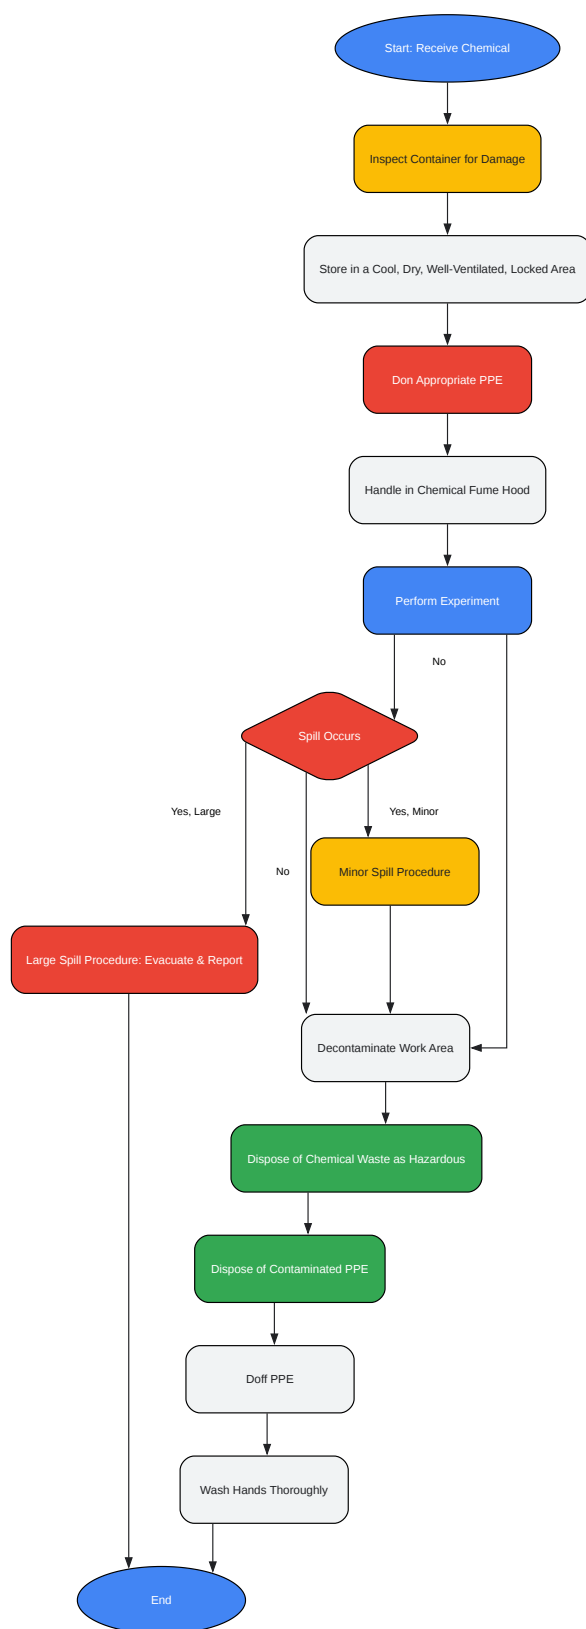 Start: Receive Chemical
Inspect Container for Damage
Store in a Cool, Dry, Well-Ventilated, Locked Area
Don Appropriate PPE
Handle in Chemical Fume Hood
Perform Experiment
No
Spill Occurs
Yes, Large
Yes, Minor
No
Minor Spill Procedure
Large Spill Procedure: Evacuate & Report
Decontaminate Work Area
Dispose of Chemical Waste as Hazardous
Dispose of Contaminated PPE
Doff PPE
Wash Hands Thoroughly
End